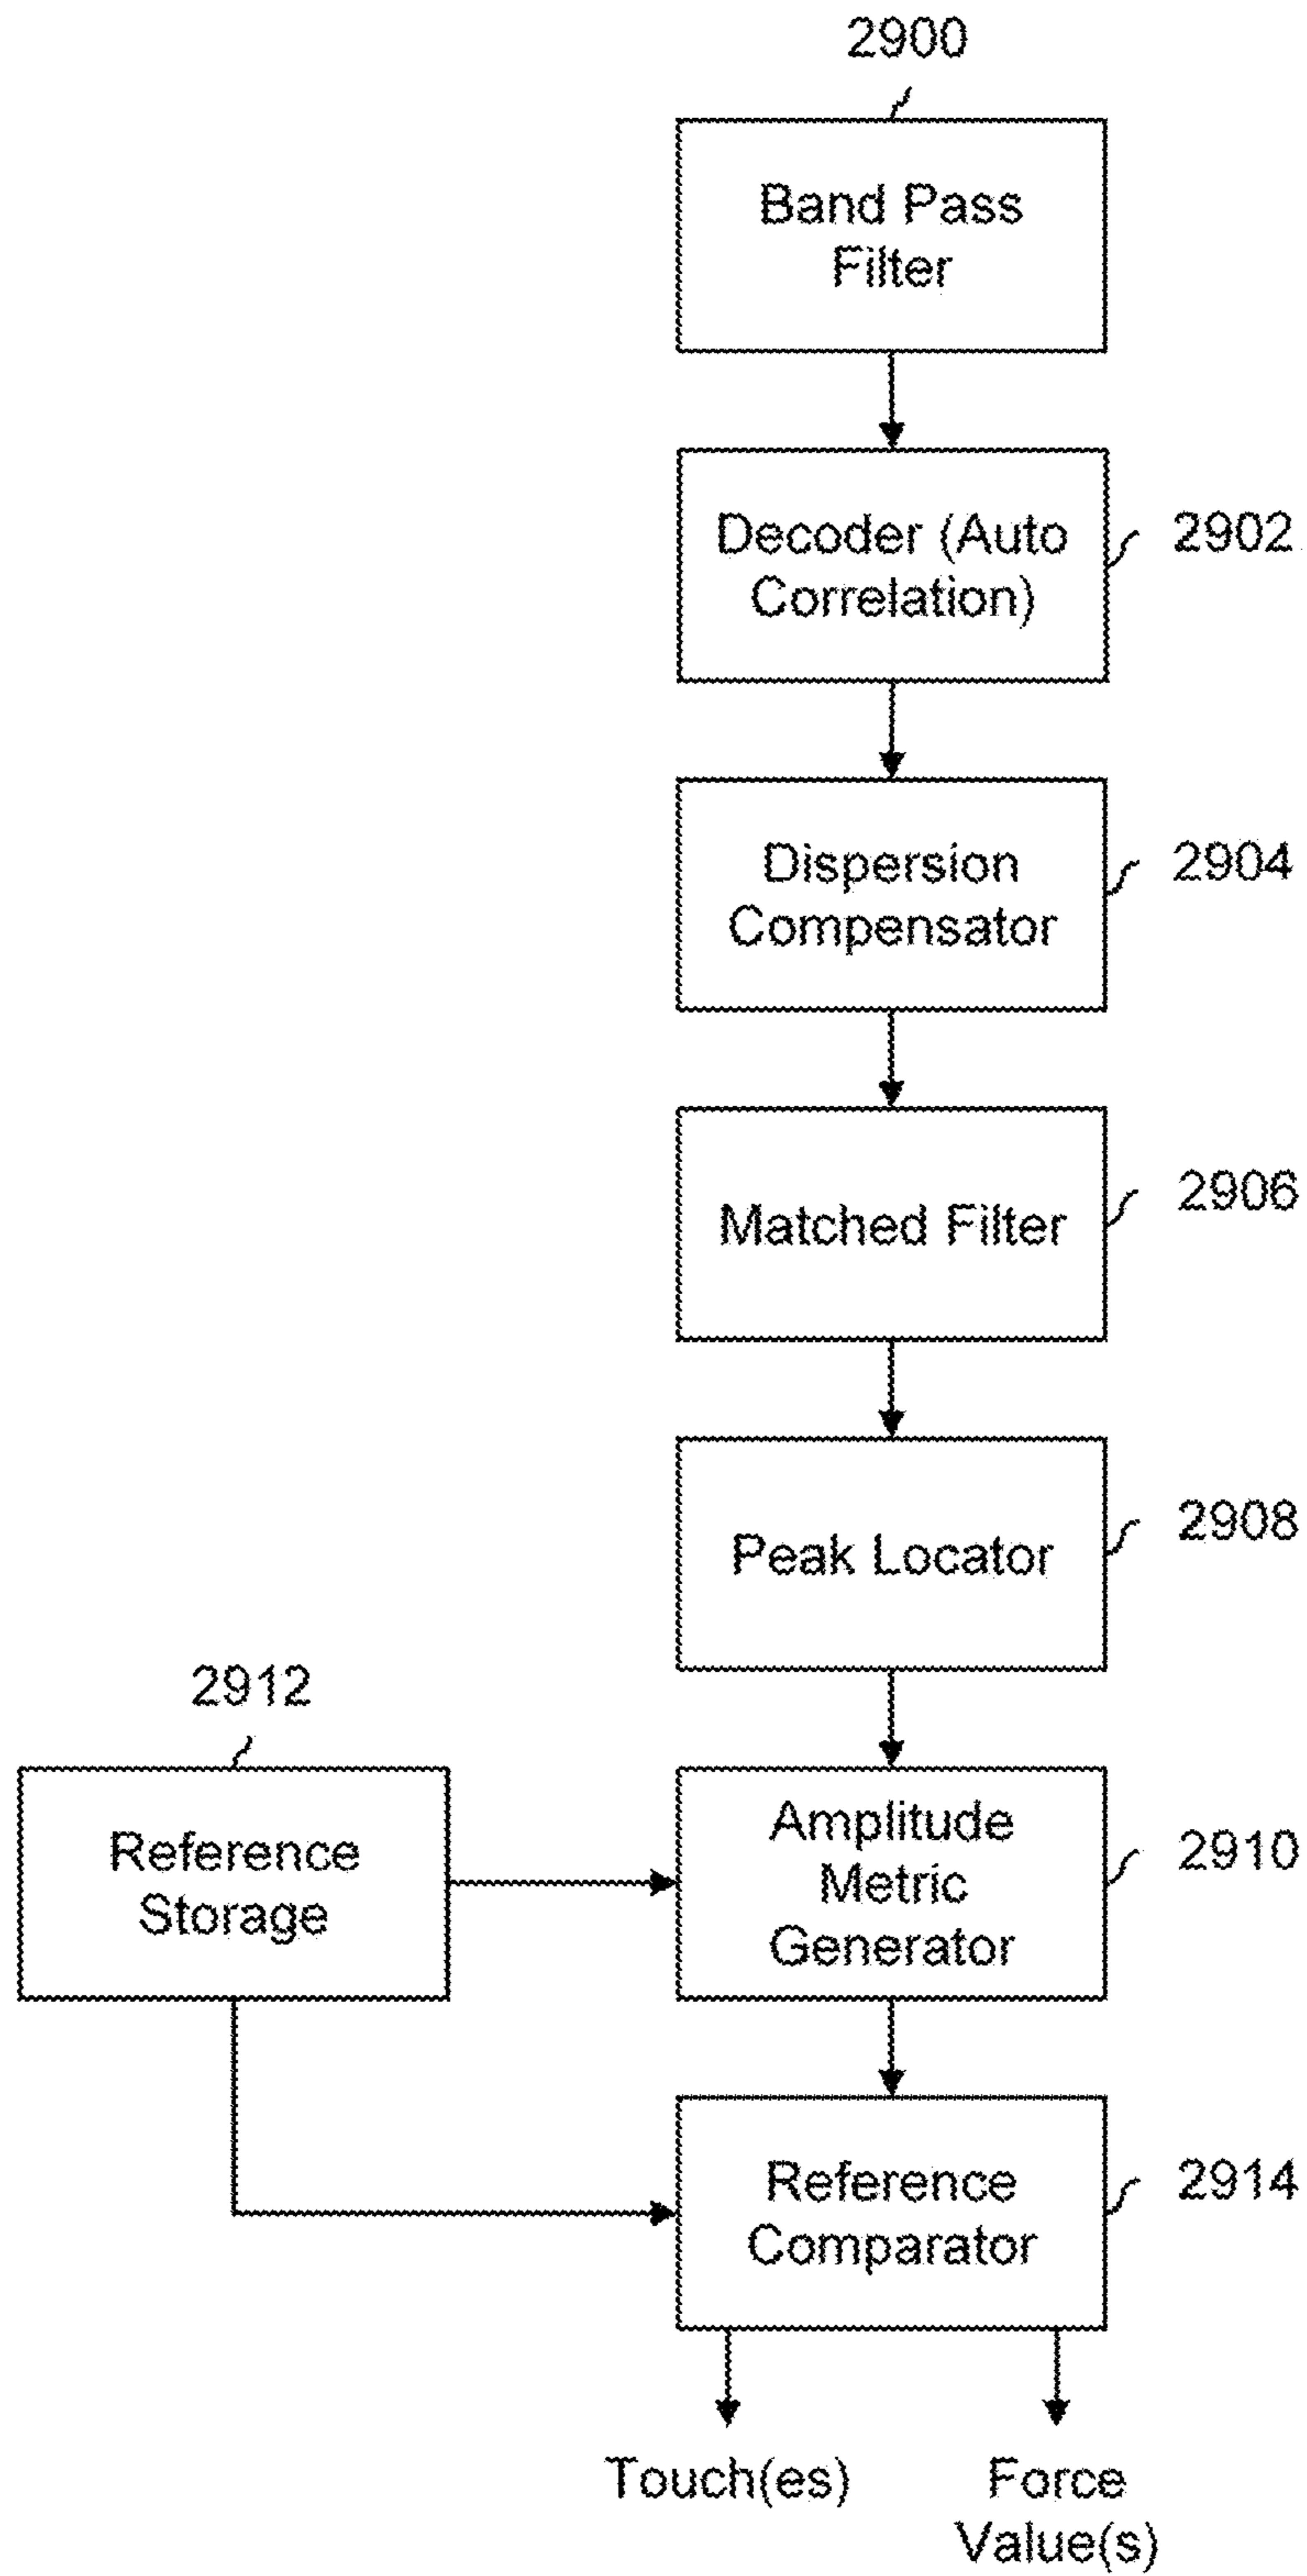 2900
Band Pass
Filter
Decoder (Auto
Correlation)
2902
Dispersion
Compensator
2904
Matched Filter
2906
Peak Locator
2908
2912
Reference
Storage
Amplitude
Metric
Generator
2910
Reference
Comparator
2914
Touch(es)
Force
Value(s)